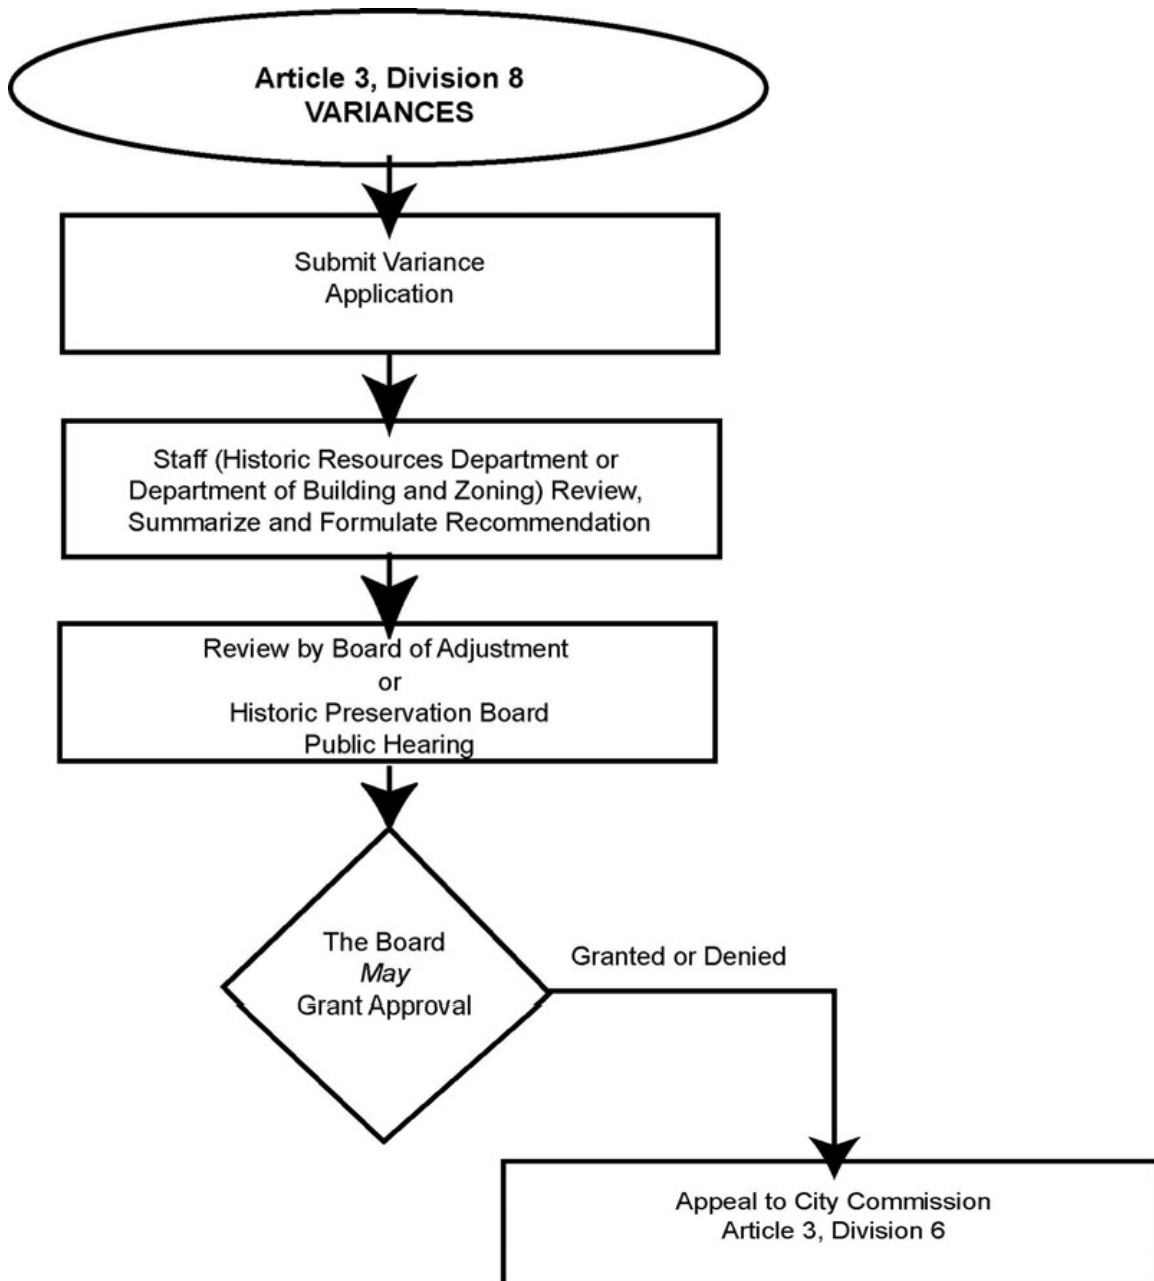 Article 3, Division 8
VARIANCES
Submit Variance
Application
Staff (Historic Resources Department or
Department of Building and Zoning) Review,
Summarize and Formulate Recommendation
Review by Board of Adjustment
or
Historic Preservation Board
Public Hearing
The Board
May
Grant Approval
Granted or Denied
Appeal to City Commission
Article 3, Division 6